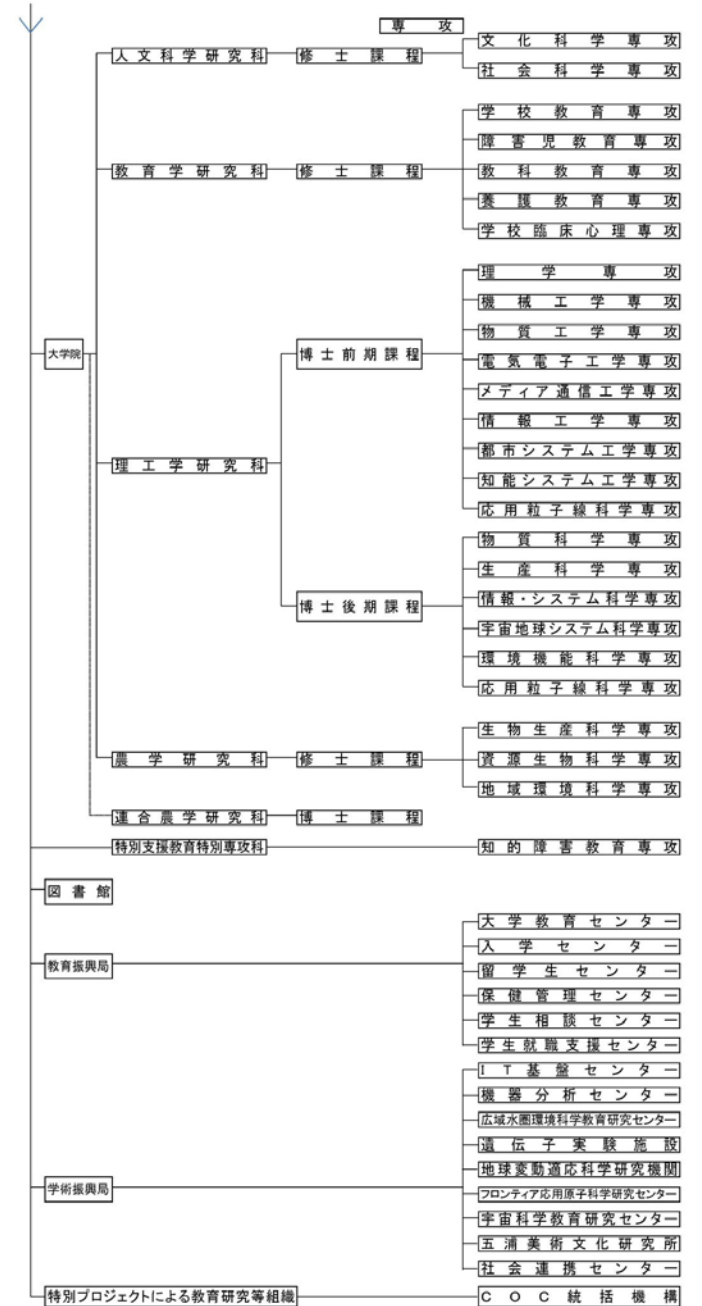 専攻
人文科学研究科 修士課程 文化科学専攻
社会科学専攻
学校教育専攻
障害児教育専攻
教育学研究科 修士課程 教科教育専攻
養護教育専攻
学校臨床心理専攻
理学専攻
機械工学専攻
物質工学専攻
大学院 博士前期課程 電気電子工学専攻
メディア通信工学専攻
情報工学専攻
都市システム工学専攻
理工学研究科 知能システム工学専攻
応用粒子線科学専攻
物質科学専攻
生産科学専攻
博士後期課程 情報・システム科学専攻
宇宙地球システム科学専攻
環境機能科学専攻
応用粒子線科学専攻
生物生産科学専攻
農学研究科 修士課程 資源生物科学専攻
地域環境科学専攻
連合農学研究科 博士課程
特別支援教育特別専攻科 知的障害教育専攻
図書館
大学教育センター
入学センター
教育振興局 留学生センター
保健管理センター
学生相談センター
学生就職支援センター
IT基盤センター
機器分析センター
広域水圏環境科学教育研究センター
遺伝子実験施設
地球変動適応科学研究機関
学術振興局 フロンティア応用原子科学研究センター
宇宙科学教育研究センター
五浦美術文化研究所
社会連携センター
特別プロジェクトによる教育研究等組織 COC統括機構